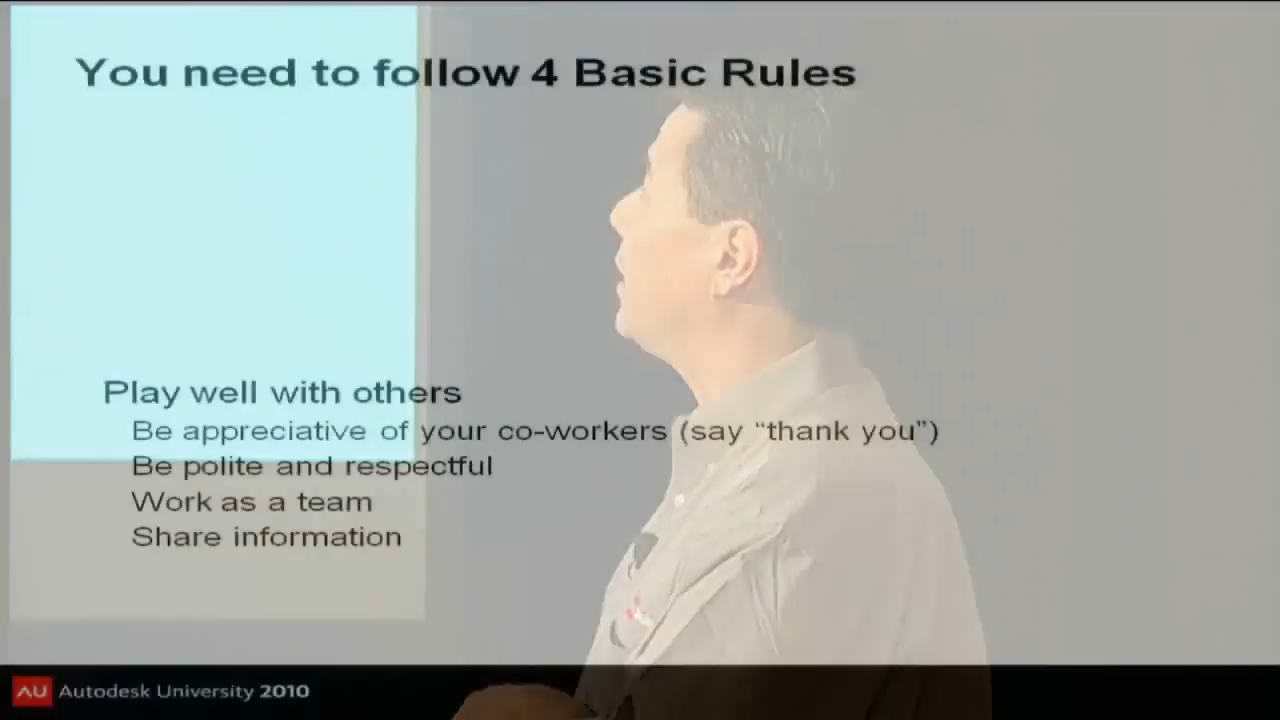 You need to follow 4 Basic Rules
Play well with others
Be appreciative of your co-workers (say “thank you”)
Be polite and respectful
Work as a team
Share information
AU Autodesk University 2010